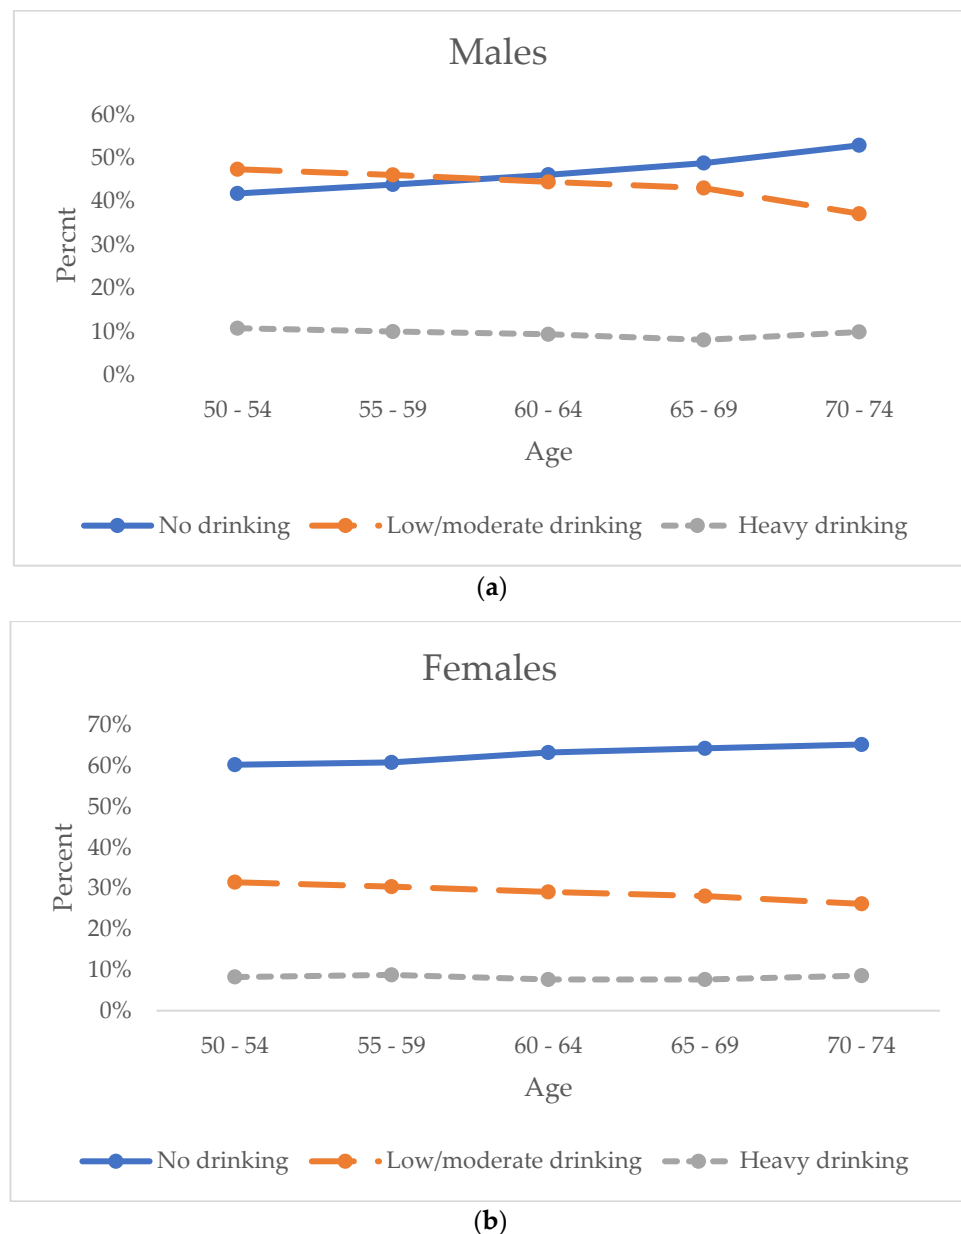 Males
60%
50%
40%
30%
20%
10%
0%
Percnt
50 - 54 55 - 59 60 - 64 65 - 69 70 - 74
Age
No drinking Low/moderate drinking Heavy drinking
(a)
Females
70%
60%
50%
40%
30%
20%
10%
0%
Percent
50 - 54 55 - 59 60 - 64 65 - 69 70 - 74
Age
No drinking Low/moderate drinking Heavy drinking
(b)